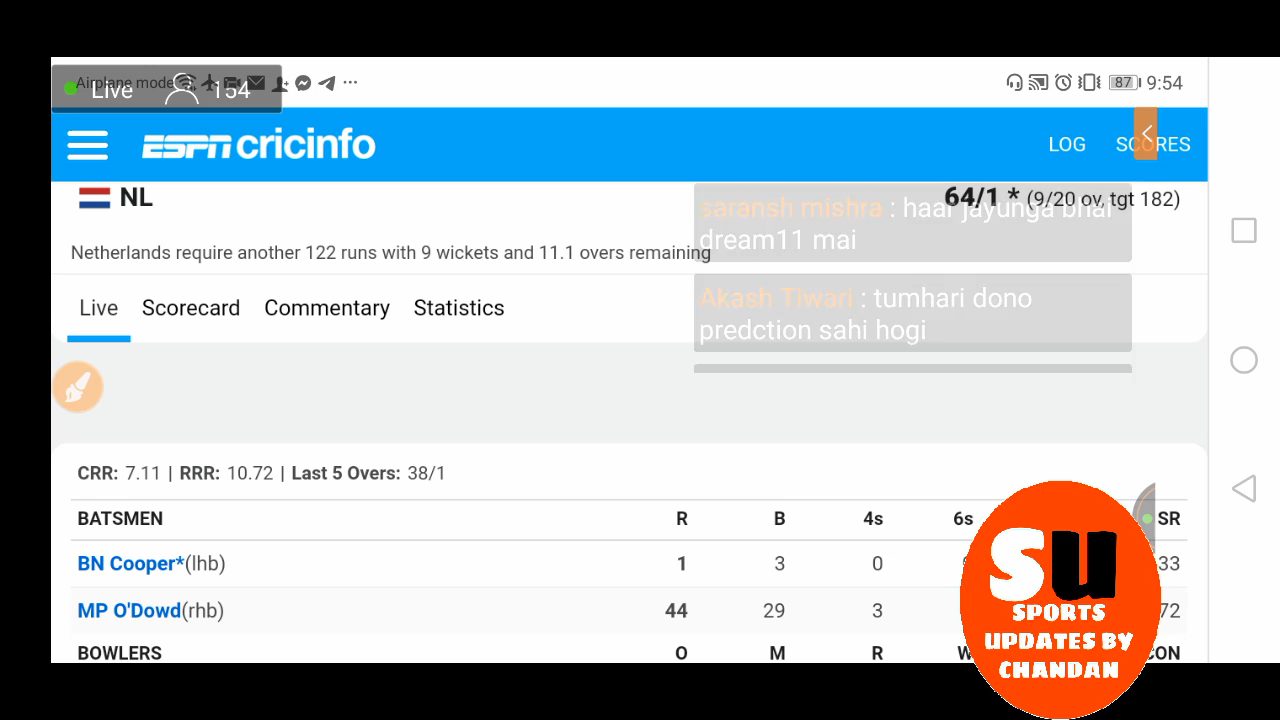 Airplane mode ...
Live 154
87 9:54
ESPN cricinfo
LOG SCORES
NL
64/1 * (9/20 ov, tgt 182)
saransh mishra : haar jayunga bhai
dream11 mai
Netherlands require another 122 runs with 9 wickets and 11.1 overs remaining
Live Scorecard Commentary Statistics
Akash Tiwari : tumhari dono
predction sahi hogi
CRR: 7.11 | RRR: 10.72 | Last 5 Overs: 38/1
BATSMEN R B 4s 6s SR
BN Cooper*(lhb) 1 3 0 33
MP O'Dowd(rhb) 44 29 3 72
BOWLERS O M R W CON
SU
SPORTS
UPDATES BY
CHANDAN